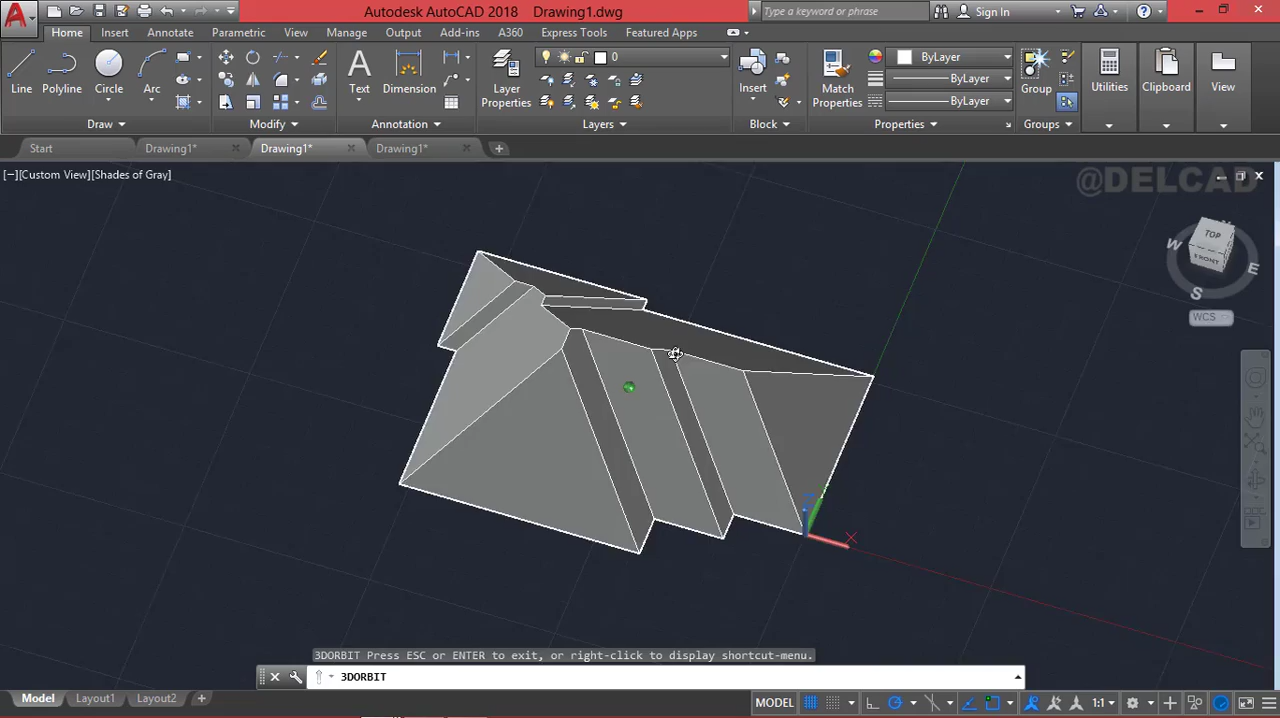 Autodesk AutoCAD 2018 Drawing1.dwg
Type a keyword or phrase
Sign In
Home Insert Annotate Parametric View Manage Output Add-ins A360 Express Tools Featured Apps
Line Polyline Circle Arc
Text Dimension
Layer Properties
0
Insert
Match Properties
ByLayer
ByLayer
ByLayer
Group
Utilities
Clipboard
View
Draw Modify Annotation Layers Block Properties Groups
Start Drawing1* Drawing1* Drawing1*
[−][Custom View][Shades of Gray]
@DELCAD
TOP
FRONT
W
E
S
WCS
X
3DORBIT Press ESC or ENTER to exit, or right-click to display shortcut-menu.
3DORBIT
Model Layout1 Layout2
MODEL
1:1